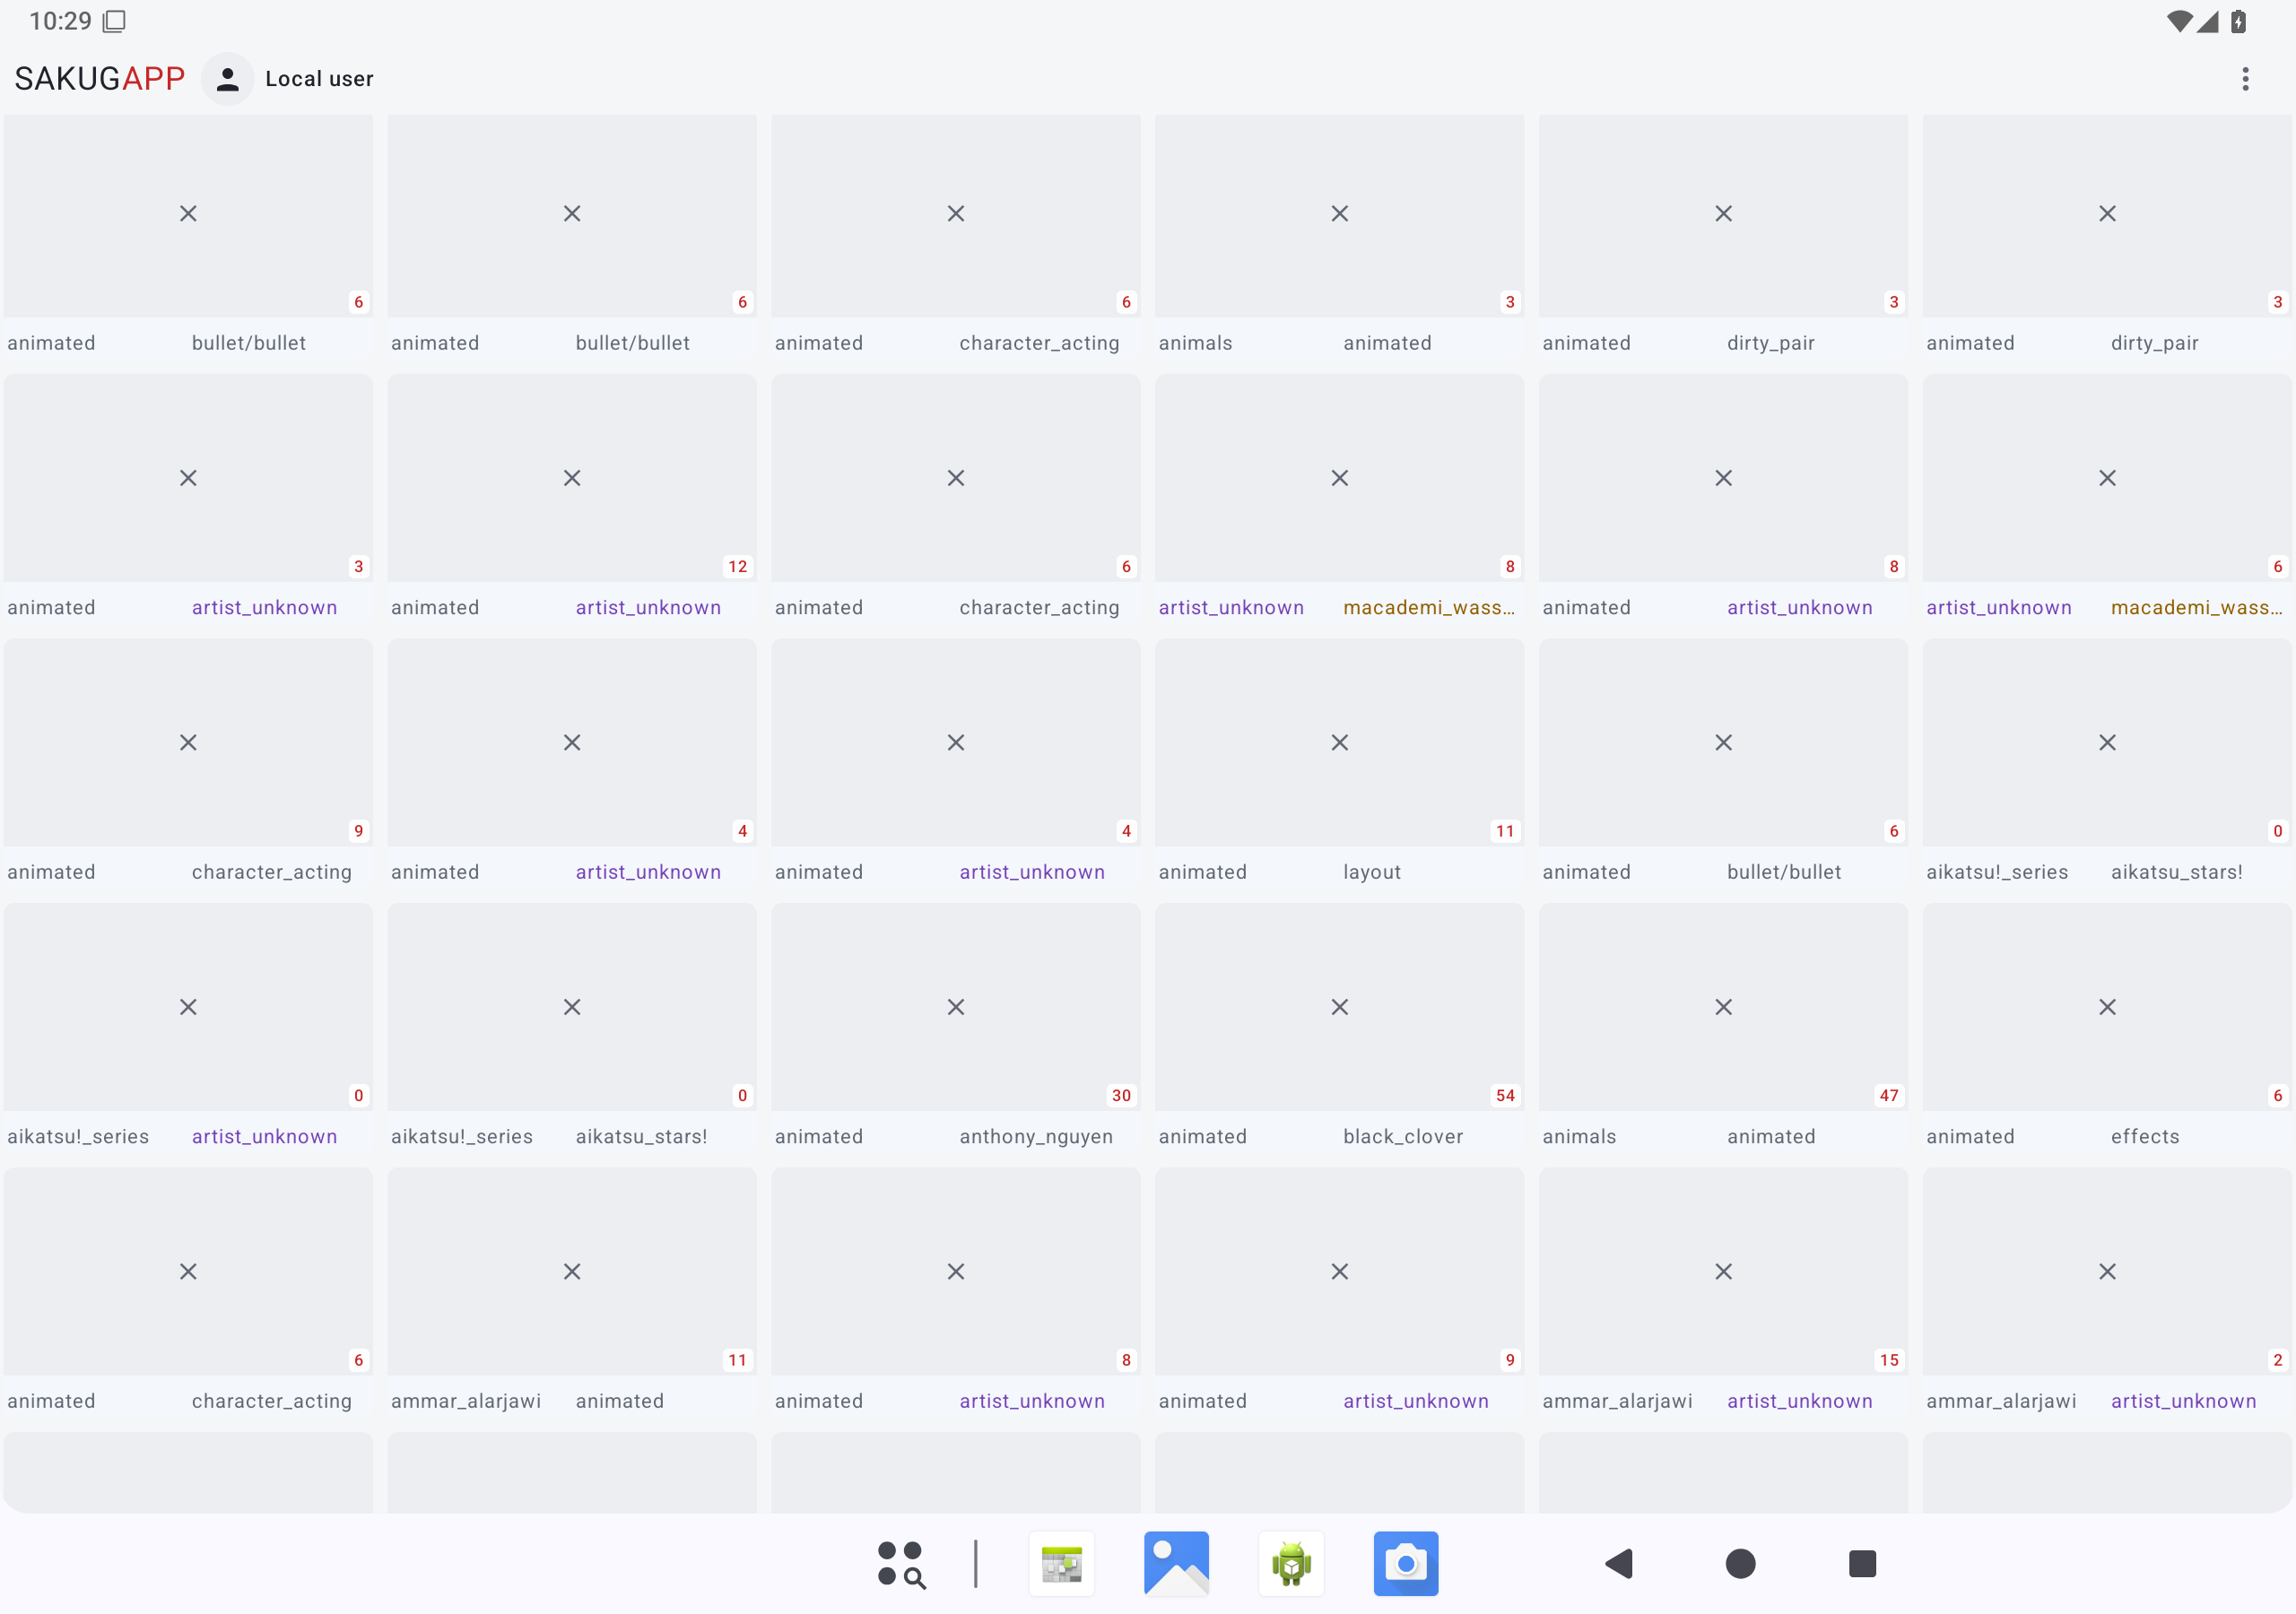 10:29
SAKUGAPP Local user
6 6 6 3 3 3
animated bullet/bullet animated bullet/bullet animated character_acting animals animated animated dirty_pair animated dirty_pair
3 12 6 8 8 6
animated artist_unknown animated artist_unknown animated character_acting artist_unknown macademi_wass… animated artist_unknown artist_unknown macademi_wass…
9 4 4 11 6 0
animated character_acting animated artist_unknown animated artist_unknown animated layout animated bullet/bullet aikatsu!_series aikatsu_stars!
0 0 30 54 47 6
aikatsu!_series artist_unknown aikatsu!_series aikatsu_stars! animated anthony_nguyen animated black_clover animals animated animated effects
6 11 8 9 15 2
animated character_acting ammar_alarjawi animated animated artist_unknown animated artist_unknown ammar_alarjawi artist_unknown ammar_alarjawi artist_unknown